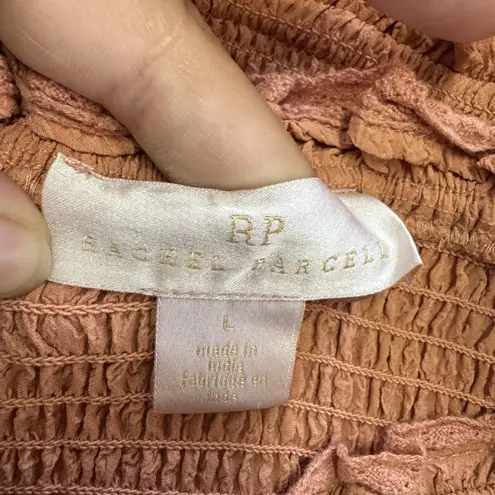 RP
RACHEL PARCELL
L
made in
India
Fabriqué en
Inde